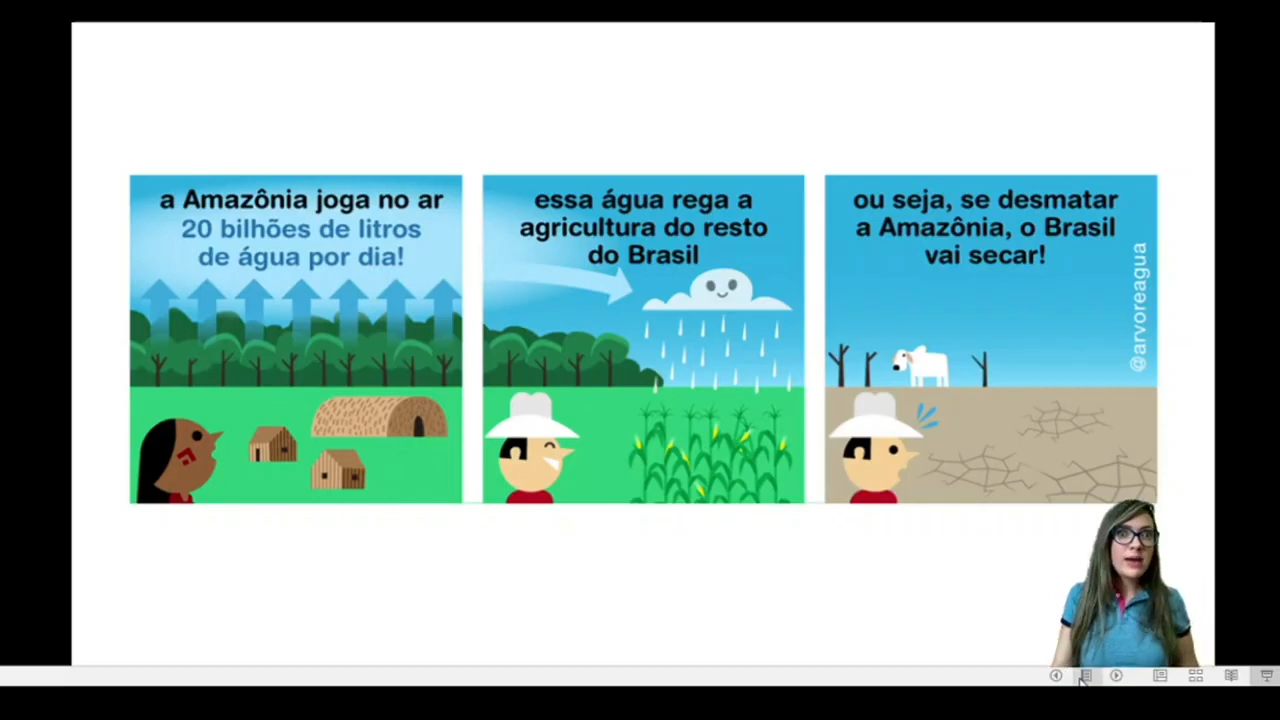 a Amazônia joga no ar
20 bilhões de litros
de água por dia!
essa água rega a
agricultura do resto
do Brasil
ou seja, se desmatar
a Amazônia, o Brasil
vai secar!
@arvoreagua